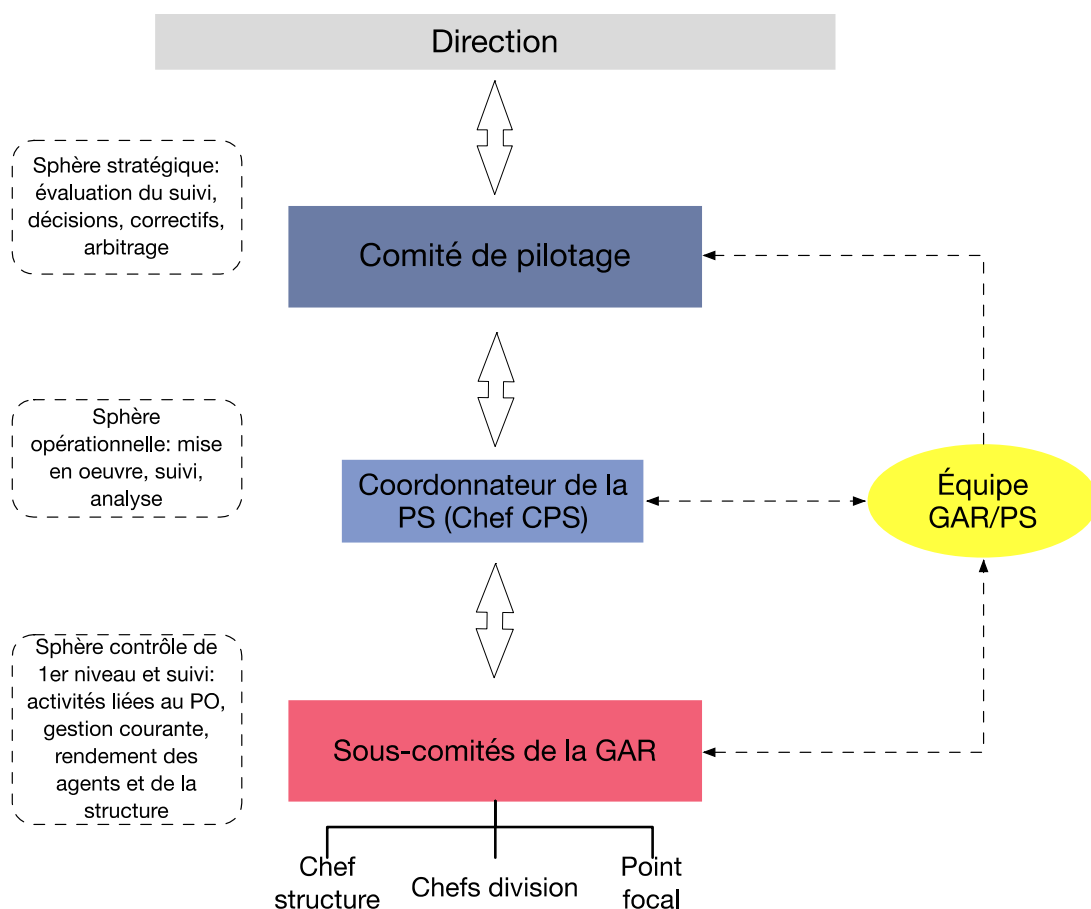 Direction
Sphère stratégique:
évaluation du suivi,
décisions, correctifs,
arbitrage
Comité de pilotage
Sphère
opérationnelle: mise
en oeuvre, suivi,
analyse
Coordonnateur de la
PS (Chef CPS)
Équipe
GAR/PS
Sphère contrôle de
1er niveau et suivi:
activités liées au PO,
gestion courante,
rendement des
agents et de la
structure
Sous-comités de la GAR
Chef
structure
Chefs division
Point
focal